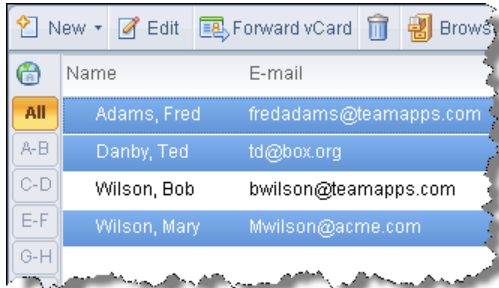 New Edit Forward vCard Brows
Name E-mail
All Adams, Fred fredadams@teamapps.com
A-B Danby, Ted td@box.org
C-D Wilson, Bob bwilson@teamapps.com
E-F Wilson, Mary Mwilson@acme.com
G-H